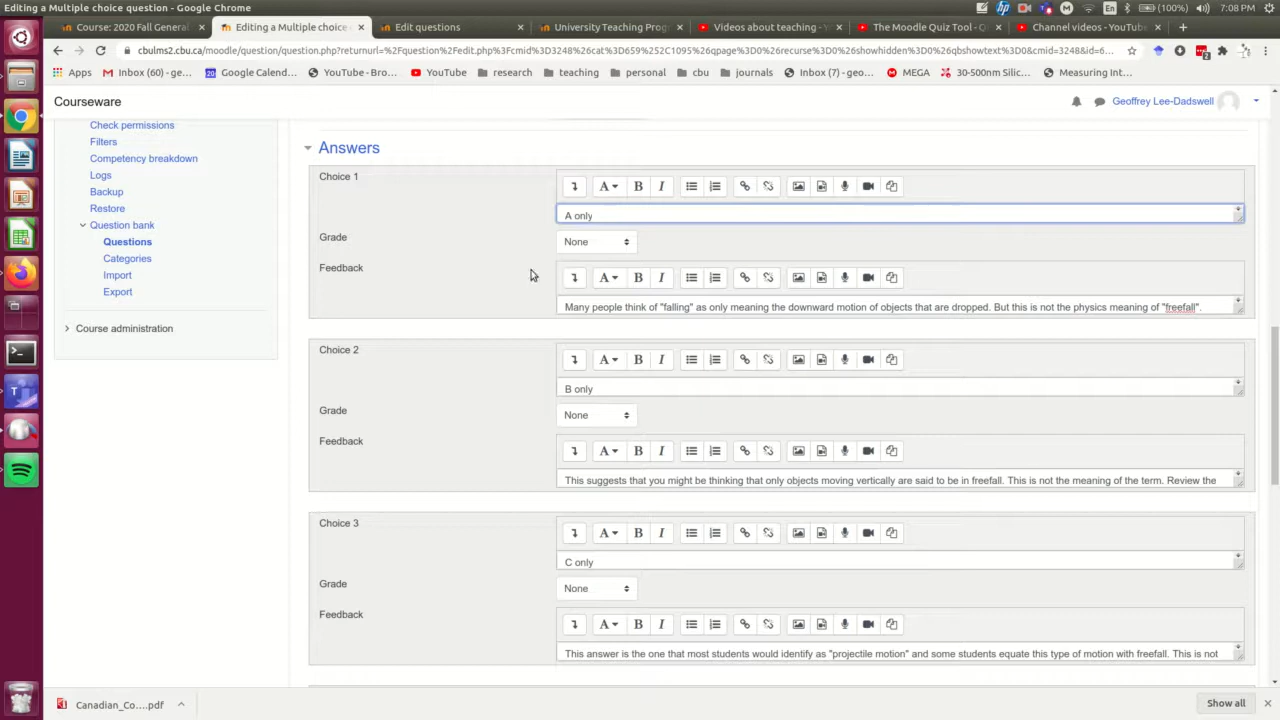 Editing a Multiple choice question - Google Chrome
En (100%) 7:08 PM
Course: 2020 Fall General
Editing a Multiple choice
Edit questions
University Teaching Prog
Videos about teaching - Y
The Moodle Quiz Tool - Q
Channel videos - YouTube
cbulms2.cbu.ca/moodle/question/question.php?returnurl=%2Fquestion%2Fedit.php%3Fcmid%3D3248%26cat%3D659%252C1095%26qpage%3D0%26recurse%3D0%26showhidden%3D0%26qbshowtext%3D0&cmid=3248&id=6...
Apps
Inbox (60) - ge...
Google Calend...
YouTube - Bro...
YouTube
research
teaching
personal
cbu
journals
Inbox (7) - geo...
MEGA
30-500nm Silic...
Measuring Int...
Courseware
Geoffrey Lee-Dadswell
Check permissions
Filters
Competency breakdown
Logs
Backup
Restore
Question bank
Questions
Categories
Import
Export
Course administration
Answers
Choice 1
A only
Grade
None
Feedback
Many people think of "falling" as only meaning the downward motion of objects that are dropped. But this is not the physics meaning of "freefall".
Choice 2
B only
Grade
None
Feedback
This suggests that you might be thinking that only objects moving vertically are said to be in freefall. This is not the meaning of the term. Review the
Choice 3
C only
Grade
None
Feedback
This answer is the one that most students would identify as "projectile motion" and some students equate this type of motion with freefall. This is not
Canadian_Co....pdf
Show all